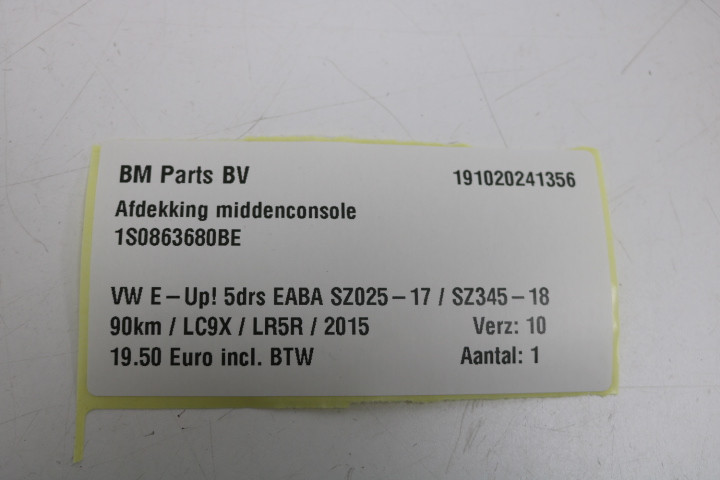 BM Parts BV 191020241356
Afdekking middenconsole
1S0863680BE
VW E-Up! 5drs EABA SZ025-17 / SZ345-18
90km / LC9X / LR5R / 2015 Verz: 10
19.50 Euro incl. BTW Aantal: 1